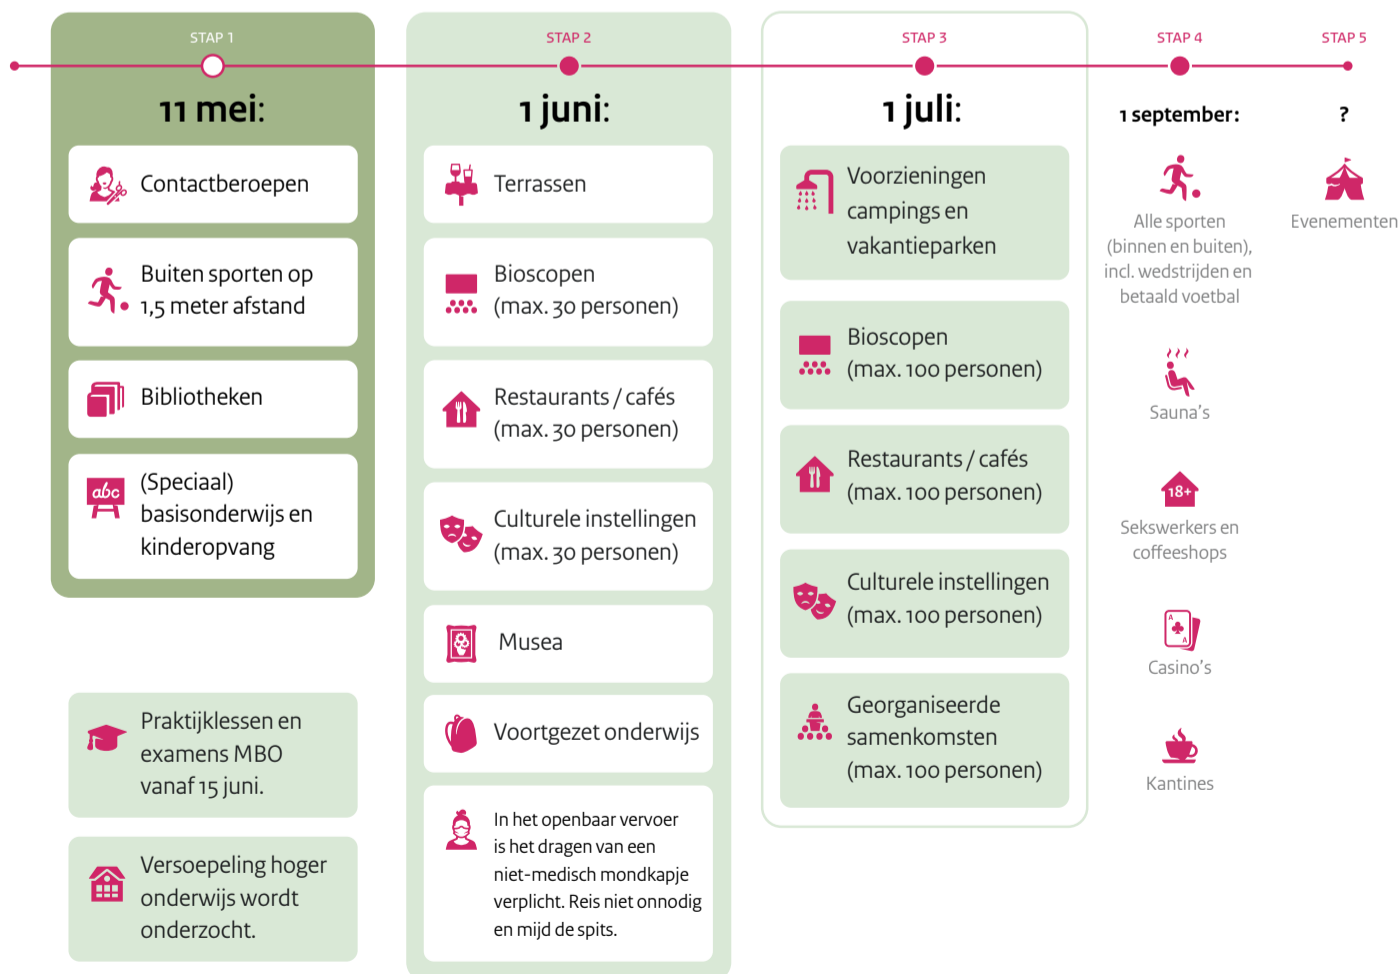 STAP 1
11 mei:
Contactberoepen
Buiten sporten op
1,5 meter afstand
Bibliotheken
abc
(Speciaal)
basisonderwijs en
kinderopvang
Praktijklessen en
examens MBO
vanaf 15 juni.
Versoepeling hoger
onderwijs wordt
onderzocht.
STAP 2
1 juni:
Terrassen
Bioscopen
(max. 30 personen)
Restaurants / cafés
(max. 30 personen)
Culturele instellingen
(max. 30 personen)
Musea
Voortgezet onderwijs
In het openbaar vervoer
is het dragen van een
niet-medisch mondkapje
verplicht. Reis niet onnodig
en mijd de spits.
STAP 3
1 juli:
Voorzieningen
campings en
vakantieparken
Bioscopen
(max. 100 personen)
Restaurants / cafés
(max. 100 personen)
Culturele instellingen
(max. 100 personen)
Georganiseerde
samenkomsten
(max. 100 personen)
STAP 4
1 september:
Alle sporten
(binnen en buiten),
incl. wedstrijden en
betaald voetbal
Sauna's
18+
Sekswerkers en
coffeeshops
A
A
Casino's
Kantines
STAP 5
?
Evenementen